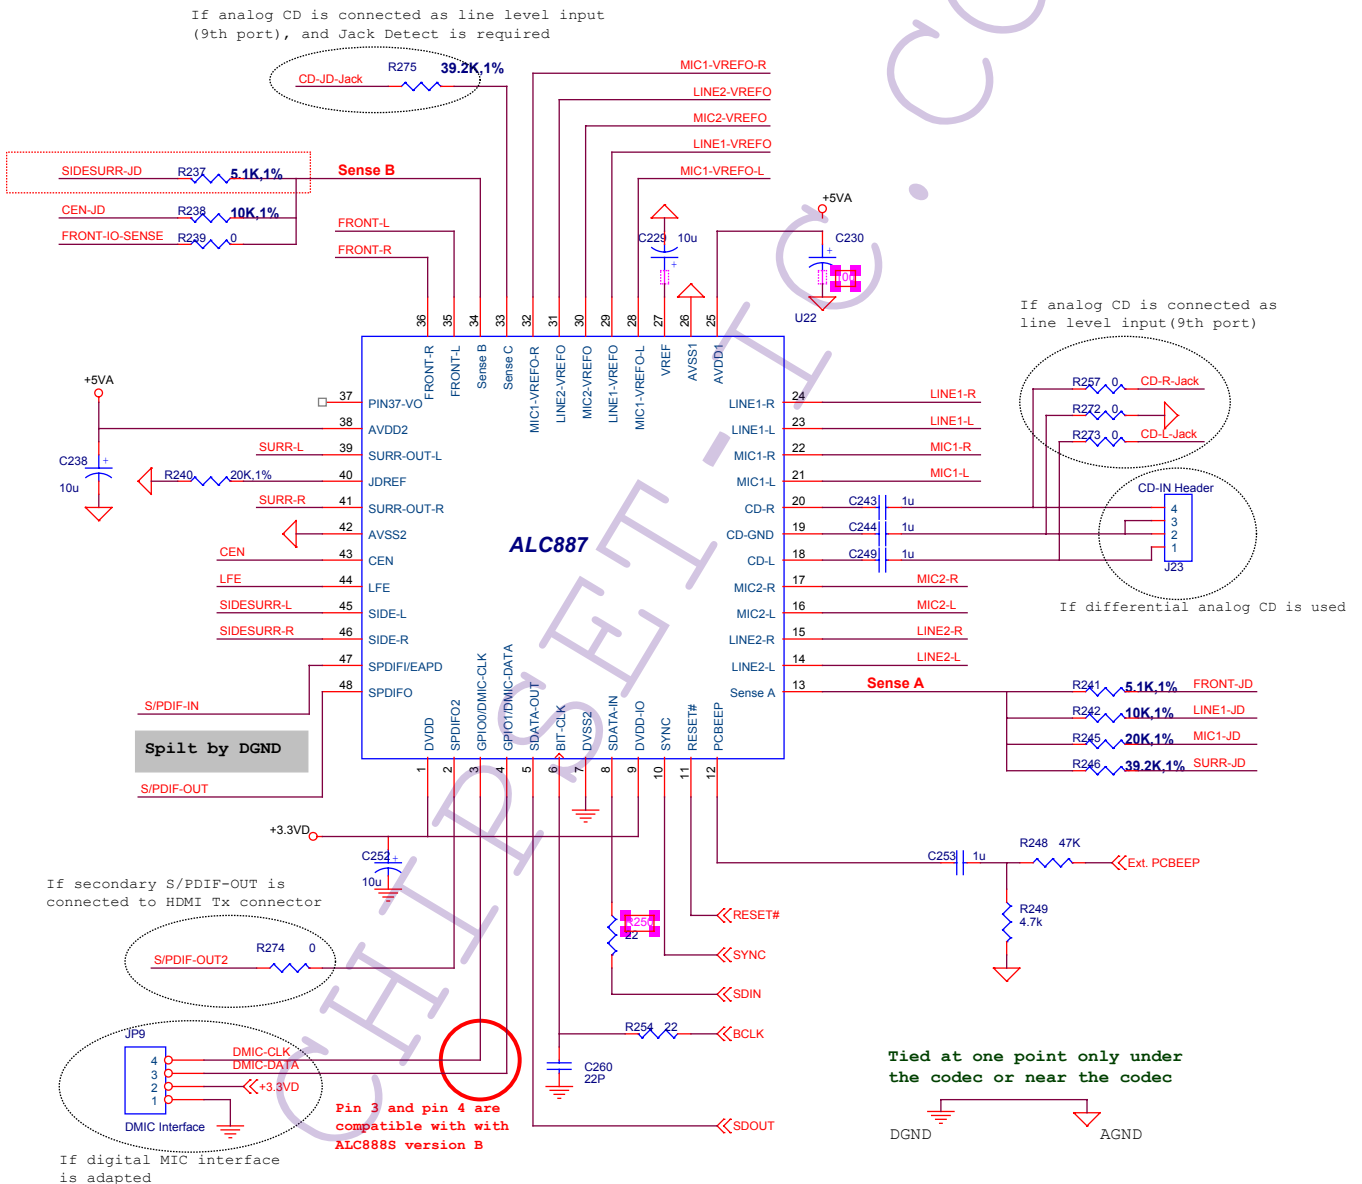 If analog CD is connected as line level input
(9th port), and Jack Detect is required
CD-JD-Jack
R275
39.2K,1%
MIC1-VREFO-R
LINE2-VREFO
MIC2-VREFO
LINE1-VREFO
MIC1-VREFO-L
SIDESURR-JD
R237
5.1K,1%
Sense B
CEN-JD
R238
10K,1%
FRONT-IO-SENSE
R239
0
FRONT-L
FRONT-R
C229
10u
+5VA
C230
U22
36
35
34
33
32
31
30
29
28
27
26
25
FRONT-R
FRONT-L
Sense B
Sense C
MIC1-VREFO-R
LINE2-VREFO
MIC2-VREFO
LINE1-VREFO
MIC1-VREFO-L
VREF
AVSS1
AVDD1
If analog CD is connected as
line level input(9th port)
R257
0
CD-R-Jack
R272
0
R273
0
CD-L-Jack
+5VA
C238
10u
37
PIN37-VO
38
AVDD2
SURR-L
39
SURR-OUT-L
R240
20K,1%
40
JDREF
SURR-R
41
SURR-OUT-R
42
AVSS2
CEN
43
CEN
LFE
44
LFE
SIDESURR-L
45
SIDE-L
SIDESURR-R
46
SIDE-R
47
SPDIFI/EAPD
48
SPDIFO
S/PDIF-IN
Spilt by DGND
S/PDIF-OUT
ALC887
LINE1-R
24
LINE1-R
LINE1-L
23
LINE1-L
MIC1-R
22
MIC1-R
MIC1-L
21
MIC1-L
CD-R
20
C243
1u
CD-GND
19
C244
1u
CD-L
18
C249
1u
MIC2-R
17
MIC2-R
MIC2-L
16
MIC2-L
LINE2-R
15
LINE2-R
LINE2-L
14
LINE2-L
Sense A
13
Sense A
CD-IN Header
4
3
2
1
J23
If differential analog CD is used
R241
5.1K,1%
FRONT-JD
R242
10K,1%
LINE1-JD
R245
20K,1%
MIC1-JD
R246
39.2K,1%
SURR-JD
DVDD
SPDIFO2
GPIO0/DMIC-CLK
GPIO1/DMIC-DATA
SDATA-OUT
BIT-CLK
DVSS2
SDATA-IN
DVDD-IO
SYNC
RESET#
PCBEEP
1
2
3
4
5
6
7
8
9
10
11
12
+3.3VD
C252
10u
C253
1u
R248
47K
Ext. PCBEEP
R249
4.7k
If secondary S/PDIF-OUT is
connected to HDMI Tx connector
S/PDIF-OUT2
R274
0
R250
22
RESET#
SYNC
SDIN
R254
22
BCLK
C260
22P
SDOUT
JP9
4
3
2
1
DMIC-CLK
DMIC-DATA
+3.3VD
DMIC Interface
If digital MIC interface
is adapted
Pin 3 and pin 4 are
compatible with with
ALC888S version B
Tied at one point only under
the codec or near the codec
DGND
AGND